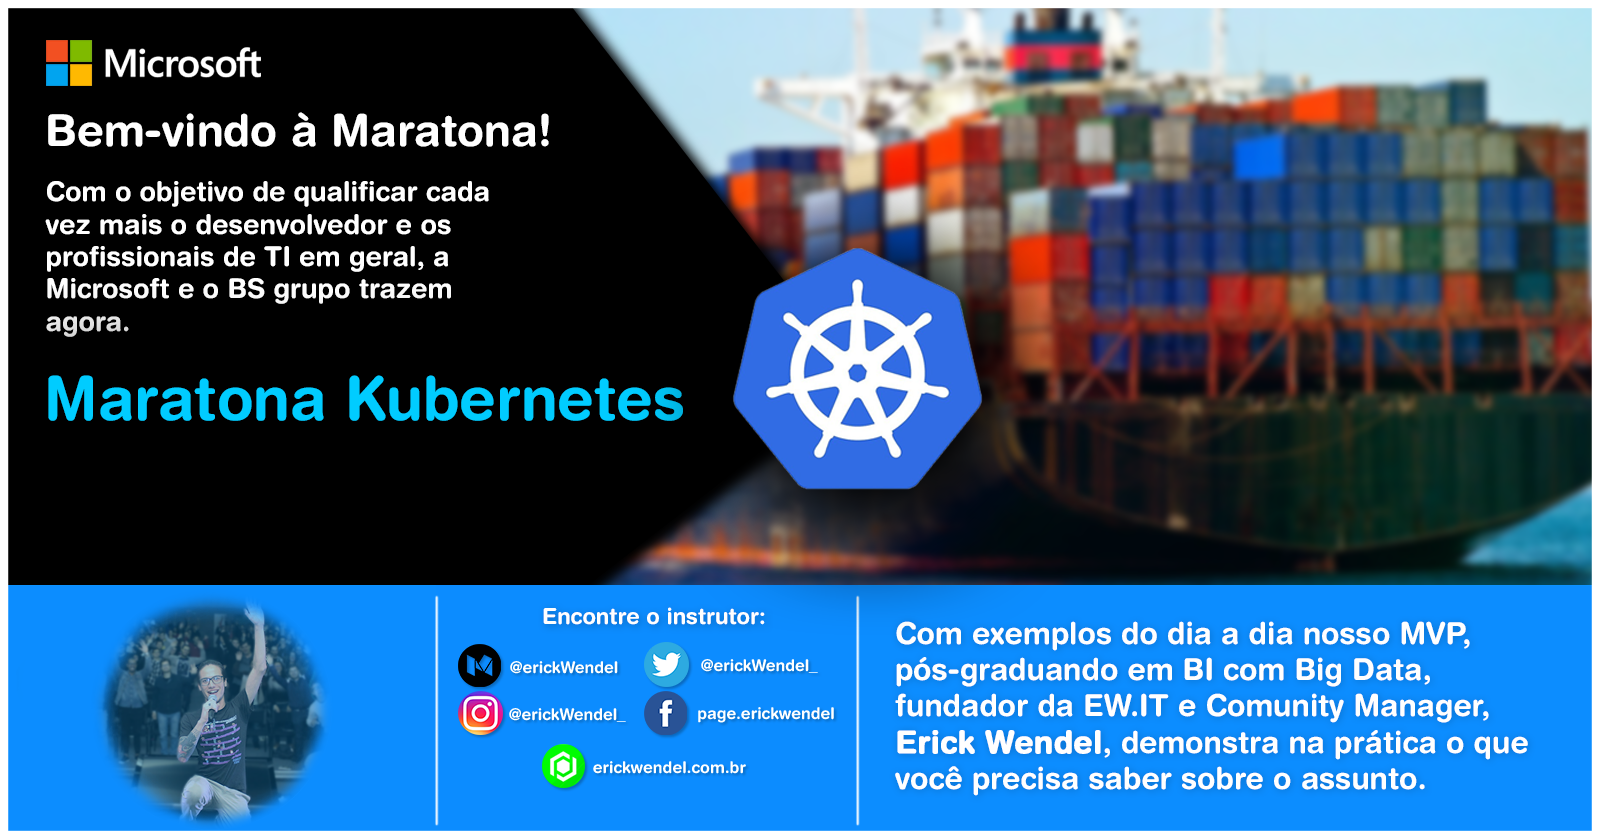 Microsoft
Bem-vindo à Maratona!
Com o objetivo de qualificar cada
vez mais o desenvolvedor e os
profissionais de TI em geral, a
Microsoft e o BS grupo trazem
agora.
Maratona Kubernetes
Encontre o instrutor:
@erickWendel
@erickWendel_
@erickWendel_
page.erickwendel
erickwendel.com.br
Com exemplos do dia a dia nosso MVP,
pós-graduando em BI com Big Data,
fundador da EW.IT e Comunity Manager,
Erick Wendel, demonstra na prática o que
você precisa saber sobre o assunto.